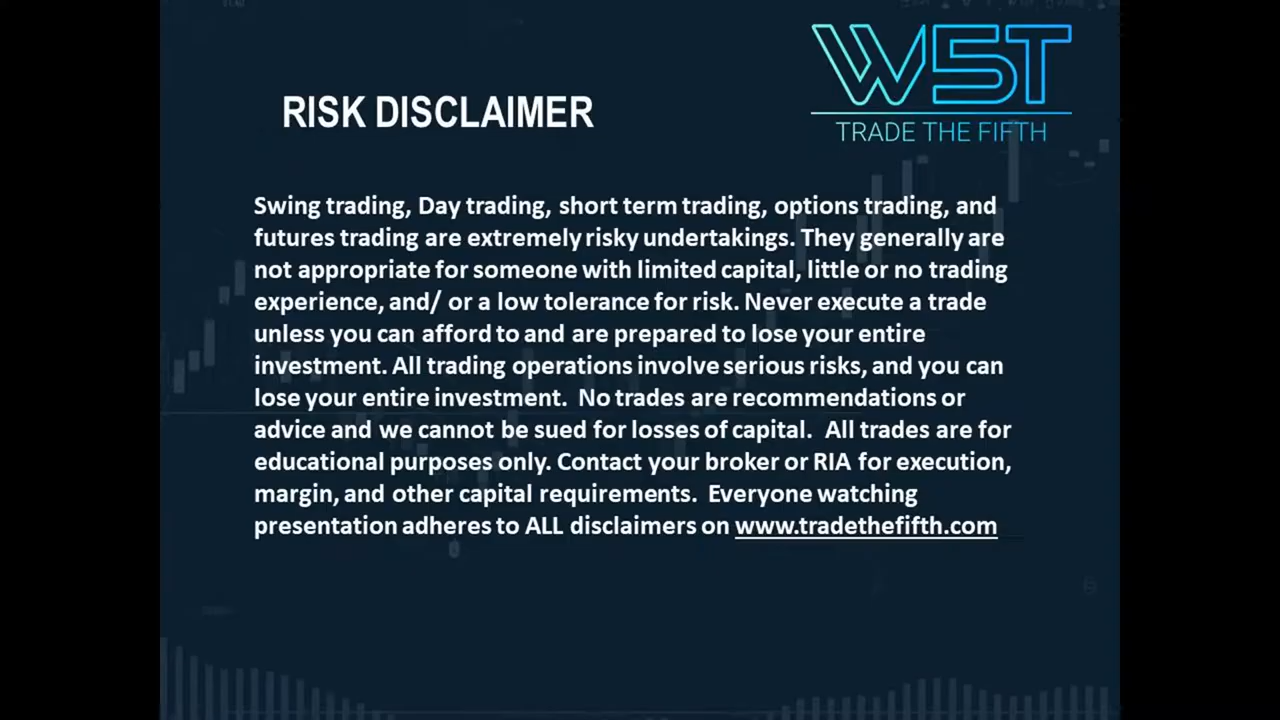 W5T
TRADE THE FIFTH
RISK DISCLAIMER
Swing trading, Day trading, short term trading, options trading, and
futures trading are extremely risky undertakings. They generally are
not appropriate for someone with limited capital, little or no trading
experience, and/ or a low tolerance for risk. Never execute a trade
unless you can afford to and are prepared to lose your entire
investment. All trading operations involve serious risks, and you can
lose your entire investment. No trades are recommendations or
advice and we cannot be sued for losses of capital. All trades are for
educational purposes only. Contact your broker or RIA for execution,
margin, and other capital requirements. Everyone watching
presentation adheres to ALL disclaimers on www.tradethefifth.com